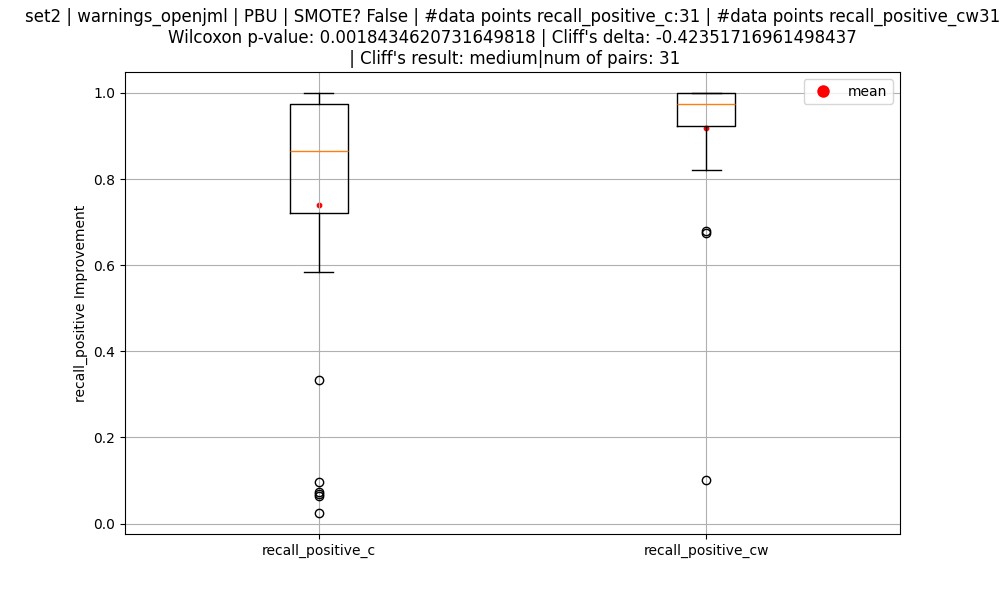 set2 | warnings_openjml | PBU | SMOTE? False | #data points recall_positive_c:31 | #data points recall_positive_cw31
Wilcoxon p-value: 0.0018434620731649818 | Cliff's delta: -0.42351716961498437
| Cliff's result: medium|num of pairs: 31
mean
1.0
0.8
0.6
0.4
0.2
0.0
recall_positive Improvement
recall_positive_c
recall_positive_cw